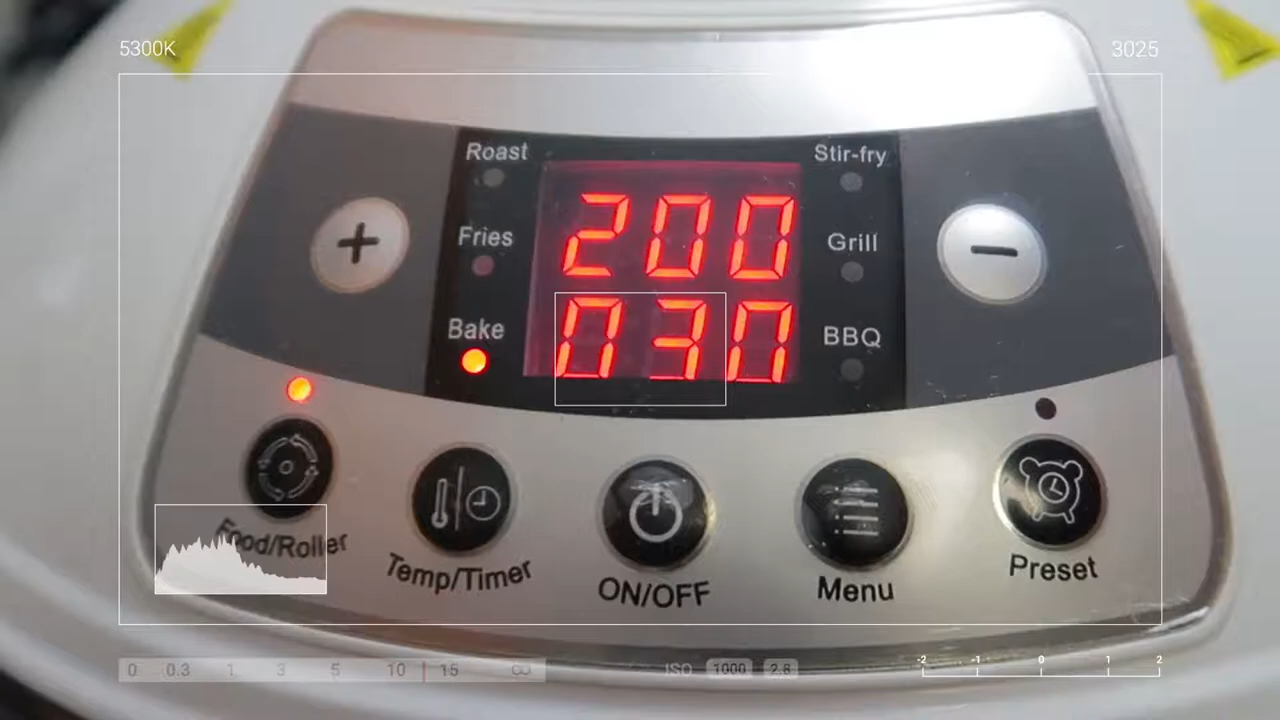 5300K
3025
Roast
Stir-fry
200
Fries
Grill
030
Bake
BBQ
Food/Roller
Temp/Timer
ON/OFF
Menu
Preset
0 0.3 1 3 5 10 15 ∞
ISO 1000 2.8
-2 -1 0 1 2